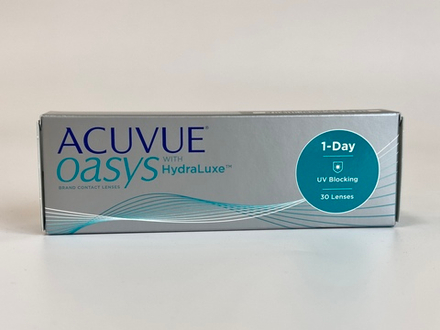 ACUVUE®
oasys WITH HydraLuxe™
BRAND CONTACT LENSES
1-Day
UV Blocking
30 Lenses